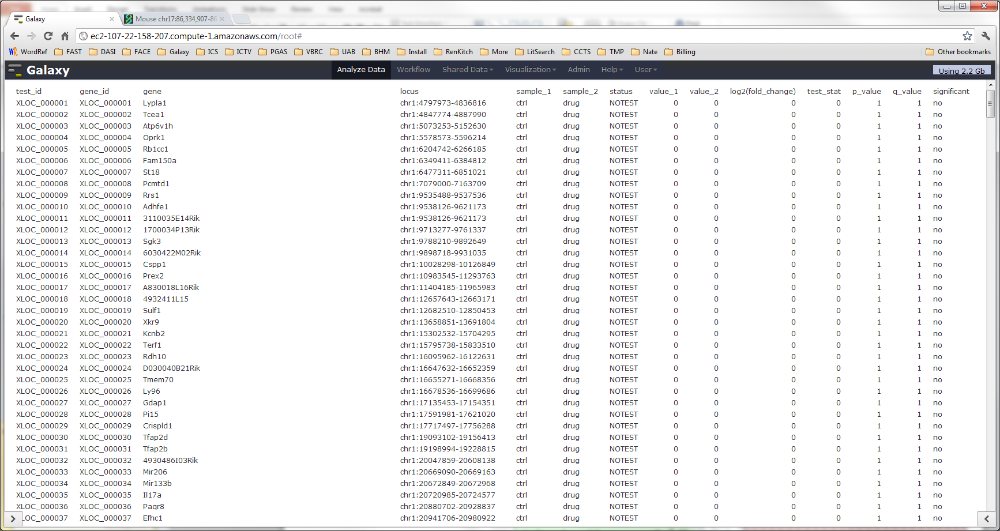 Galaxy
Mouse chr17:86,334,907-86
ec2-107-22-158-207.compute-1.amazonaws.com/root#
WordRef FAST DASI FACE Galaxy ICS ICTV PGAS VBRC UAB BHM Install RenKitch More LitSearch CCTS TMP Nate Billing Other bookmarks
Galaxy Analyze Data Workflow Shared Data Visualization Admin Help User Using 2.2 Gb
test_id gene_id gene locus sample_1 sample_2 status value_1 value_2 log2(fold_change) test_stat p_value q_value significant
XLOC_000001 XLOC_000001 Lypla1 chr1:4797973-4836816 ctrl drug NOTEST 0 0 0 0 1 1 no
XLOC_000002 XLOC_000002 Tcea1 chr1:4847774-4887990 ctrl drug NOTEST 0 0 0 0 1 1 no
XLOC_000003 XLOC_000003 Atp6v1h chr1:5073253-5152630 ctrl drug NOTEST 0 0 0 0 1 1 no
XLOC_000004 XLOC_000004 Oprk1 chr1:5578573-5596214 ctrl drug NOTEST 0 0 0 0 1 1 no
XLOC_000005 XLOC_000005 Rb1cc1 chr1:6204742-6266185 ctrl drug NOTEST 0 0 0 0 1 1 no
XLOC_000006 XLOC_000006 Fam150a chr1:6349411-6384812 ctrl drug NOTEST 0 0 0 0 1 1 no
XLOC_000007 XLOC_000007 St18 chr1:6477311-6851021 ctrl drug NOTEST 0 0 0 0 1 1 no
XLOC_000008 XLOC_000008 Pcmtd1 chr1:7079000-7163709 ctrl drug NOTEST 0 0 0 0 1 1 no
XLOC_000009 XLOC_000009 Rrs1 chr1:9535488-9537536 ctrl drug NOTEST 0 0 0 0 1 1 no
XLOC_000010 XLOC_000010 Adhfe1 chr1:9538126-9621173 ctrl drug NOTEST 0 0 0 0 1 1 no
XLOC_000011 XLOC_000011 3110035E14Rik chr1:9538126-9621173 ctrl drug NOTEST 0 0 0 0 1 1 no
XLOC_000012 XLOC_000012 1700034P13Rik chr1:9713277-9761337 ctrl drug NOTEST 0 0 0 0 1 1 no
XLOC_000013 XLOC_000013 Sgk3 chr1:9788210-9892649 ctrl drug NOTEST 0 0 0 0 1 1 no
XLOC_000014 XLOC_000014 6030422M02Rik chr1:9898718-9931035 ctrl drug NOTEST 0 0 0 0 1 1 no
XLOC_000015 XLOC_000015 Cspp1 chr1:10028298-10126849 ctrl drug NOTEST 0 0 0 0 1 1 no
XLOC_000016 XLOC_000016 Prex2 chr1:10983545-11293763 ctrl drug NOTEST 0 0 0 0 1 1 no
XLOC_000017 XLOC_000017 A830018L16Rik chr1:11404185-11965983 ctrl drug NOTEST 0 0 0 0 1 1 no
XLOC_000018 XLOC_000018 4932411L15 chr1:12657643-12663171 ctrl drug NOTEST 0 0 0 0 1 1 no
XLOC_000019 XLOC_000019 Sulf1 chr1:12682510-12850453 ctrl drug NOTEST 0 0 0 0 1 1 no
XLOC_000020 XLOC_000020 Xkr9 chr1:13658851-13691804 ctrl drug NOTEST 0 0 0 0 1 1 no
XLOC_000021 XLOC_000021 Kcnb2 chr1:15302532-15704295 ctrl drug NOTEST 0 0 0 0 1 1 no
XLOC_000022 XLOC_000022 Terf1 chr1:15795738-15833510 ctrl drug NOTEST 0 0 0 0 1 1 no
XLOC_000023 XLOC_000023 Rdh10 chr1:16095962-16122631 ctrl drug NOTEST 0 0 0 0 1 1 no
XLOC_000024 XLOC_000024 D030040B21Rik chr1:16647632-16652359 ctrl drug NOTEST 0 0 0 0 1 1 no
XLOC_000025 XLOC_000025 Tmem70 chr1:16655271-16668356 ctrl drug NOTEST 0 0 0 0 1 1 no
XLOC_000026 XLOC_000026 Ly96 chr1:16678536-16699686 ctrl drug NOTEST 0 0 0 0 1 1 no
XLOC_000027 XLOC_000027 Gdap1 chr1:17135453-17154351 ctrl drug NOTEST 0 0 0 0 1 1 no
XLOC_000028 XLOC_000028 Pi15 chr1:17591981-17621020 ctrl drug NOTEST 0 0 0 0 1 1 no
XLOC_000029 XLOC_000029 Crispld1 chr1:17717497-17756288 ctrl drug NOTEST 0 0 0 0 1 1 no
XLOC_000030 XLOC_000030 Tfap2d chr1:19093102-19156413 ctrl drug NOTEST 0 0 0 0 1 1 no
XLOC_000031 XLOC_000031 Tfap2b chr1:19198994-19228815 ctrl drug NOTEST 0 0 0 0 1 1 no
XLOC_000032 XLOC_000032 4930486I03Rik chr1:20047859-20608138 ctrl drug NOTEST 0 0 0 0 1 1 no
XLOC_000033 XLOC_000033 Mir206 chr1:20669090-20669163 ctrl drug NOTEST 0 0 0 0 1 1 no
XLOC_000034 XLOC_000034 Mir133b chr1:20672849-20672968 ctrl drug NOTEST 0 0 0 0 1 1 no
XLOC_000035 XLOC_000035 Il17a chr1:20720985-20724577 ctrl drug NOTEST 0 0 0 0 1 1 no
XLOC_000036 XLOC_000036 Paqr8 chr1:20880702-20928837 ctrl drug NOTEST 0 0 0 0 1 1 no
LOC_000037 XLOC_000037 Efhc1 chr1:20941706-20980922 ctrl drug NOTEST 0 0 0 0 1 1 no